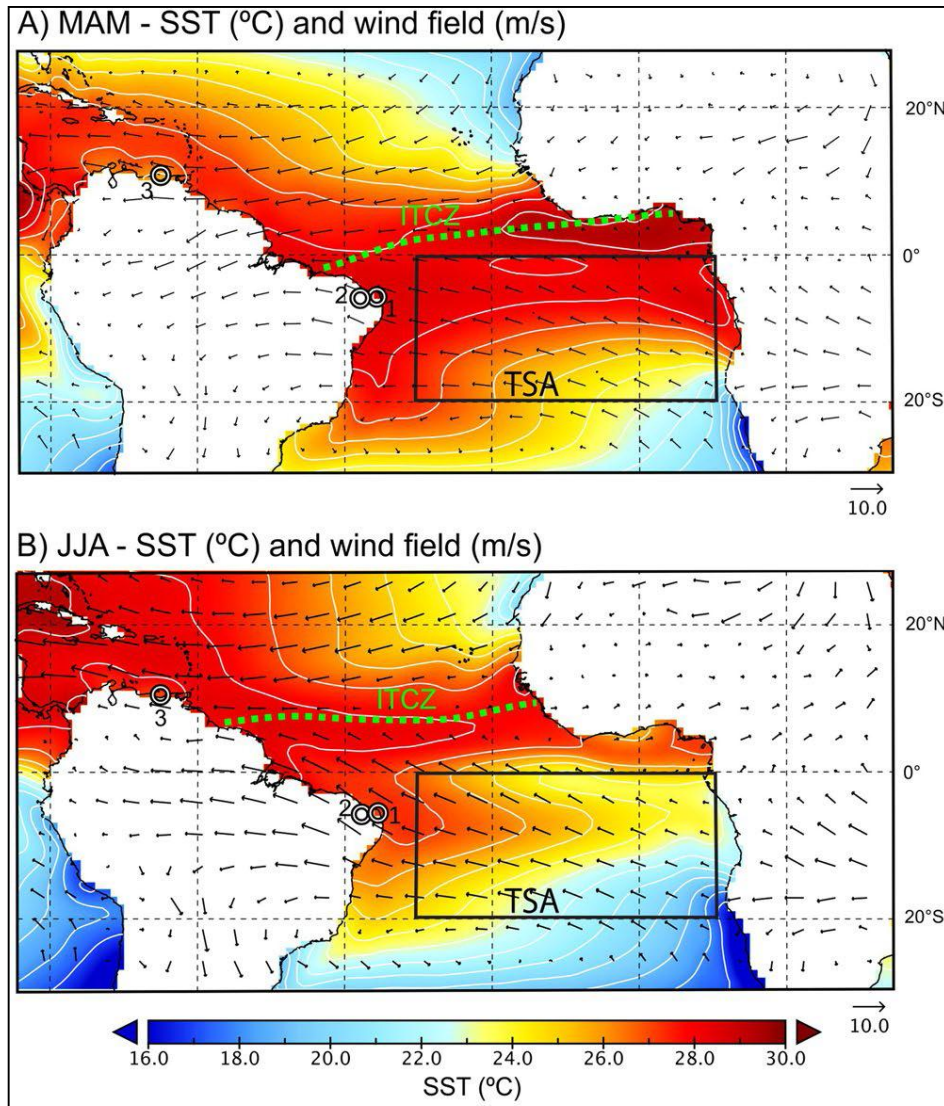 A) MAM - SST (ºC) and wind field (m/s)
20°N
3
ITCZ
0°
2
1
TSA
20°S
10.0
B) JJA - SST (ºC) and wind field (m/s)
20°N
3
ITCZ
0°
2
1
TSA
20°S
10.0
16.0 18.0 20.0 22.0 24.0 26.0 28.0 30.0
SST (ºC)